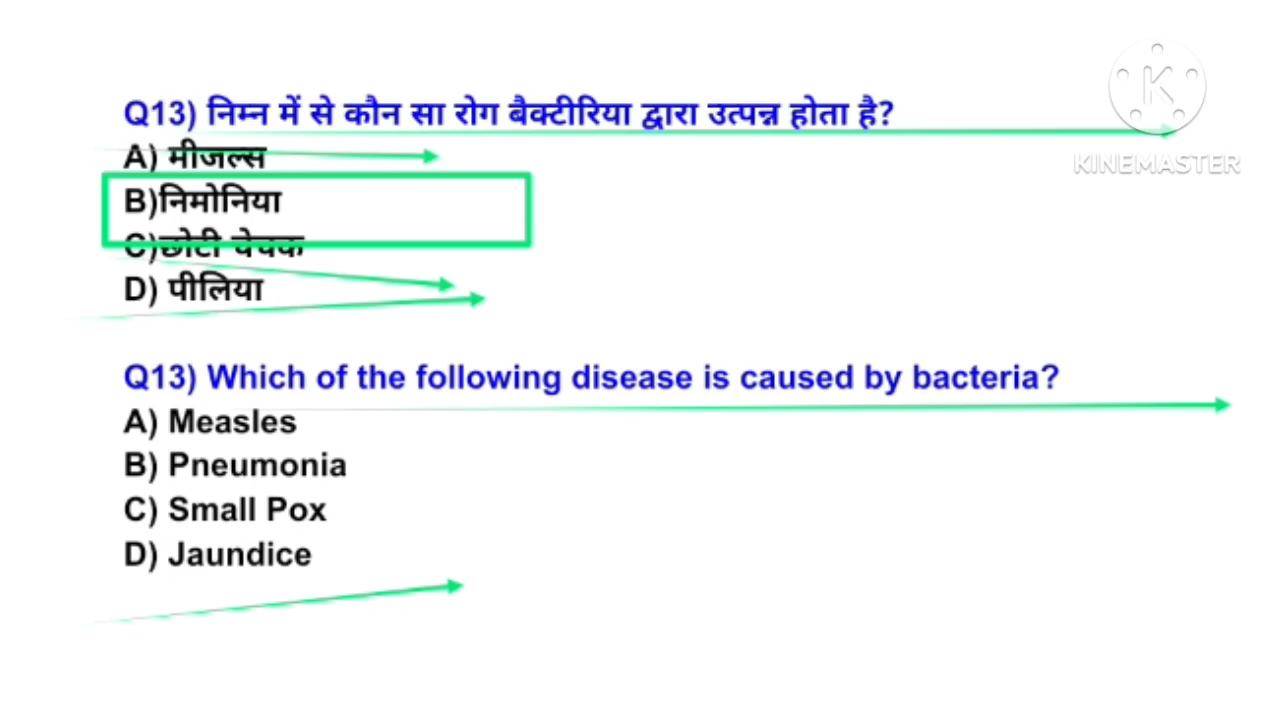 Q13) निम्न में से कौन सा रोग बैक्टीरिया द्वारा उत्पन्न होता है?
A) मीजल्स
B)निमोनिया
C)छोटी चेचक
D) पीलिया
Q13) Which of the following disease is caused by bacteria?
A) Measles
B) Pneumonia
C) Small Pox
D) Jaundice
K
KINEMASTER